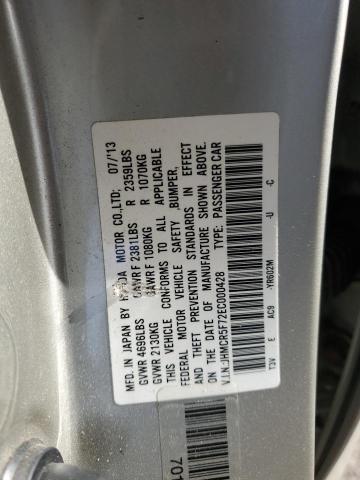 MFD. IN JAPAN BY HONDA MOTOR CO.,LTD. 07/'13
GVWR 4696LBS GAWR F 2381LBS R 2359LBS
GVWR 2130KG GAWR F 1080KG R 1070KG
THIS VEHICLE CONFORMS TO ALL APPLICABLE
FEDERAL MOTOR VEHICLE SAFETY BUMPER,
AND THEFT PREVENTION STANDARDS IN EFFECT
ON THE DATE OF MANUFACTURE SHOWN ABOVE.
V.I.N. JHMCR5F72EC000428 TYPE: PASSENGER CAR
T3V E AC9 -YR602M -U -C
701